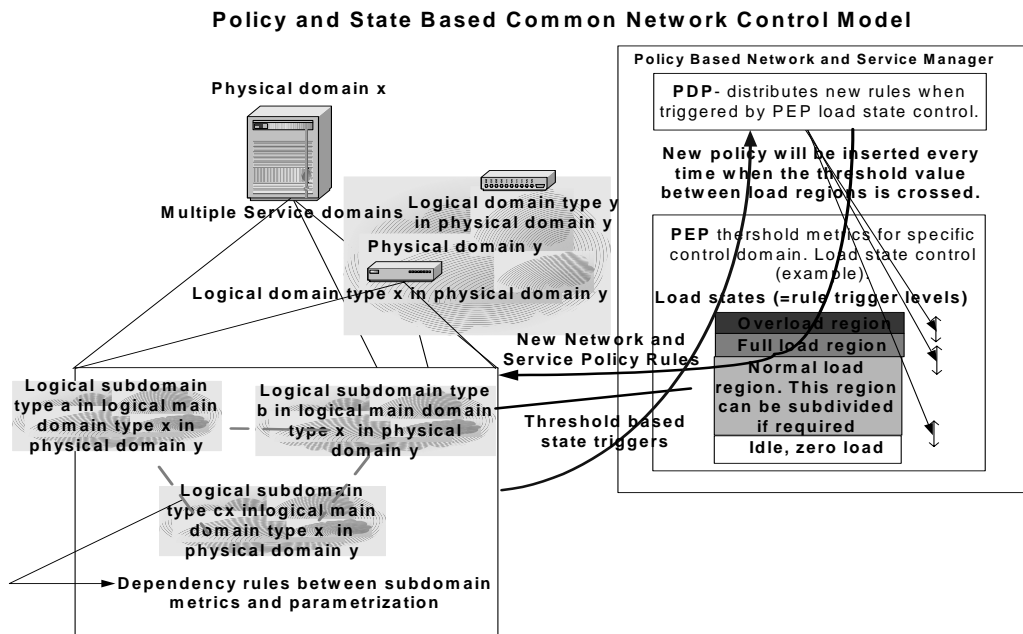 Policy and State Based Common Network Control Model
Policy Based Network and Service Manager
PDP- distributes new rules when
triggered by PEP load state control.
New policy will be inserted every
time when the threshold value
between load regions is crossed.
PEP thershold metrics for specific
control domain. Load state control
(example).
Load states (=rule trigger levels)
Overload region
Full load region
Normal load
region. This region
can be subdivided
if required
Idle, zero load
Physical domain x
Multiple Service domains
Logical domain type y
in physical domain y
Physical domain y
Logical domain type x in physical domain y
New Network and
Service Policy Rules
Threshold based
state triggers
Logical subdomain
type a in logical main
domain type x in
physical domain y
Logical subdomain type
b in logical main domain
type x in physical
domain y
Logical subdomain
type cx inlogical main
domain type x in
physical domain y
Dependency rules between subdomain
metrics and parametrization